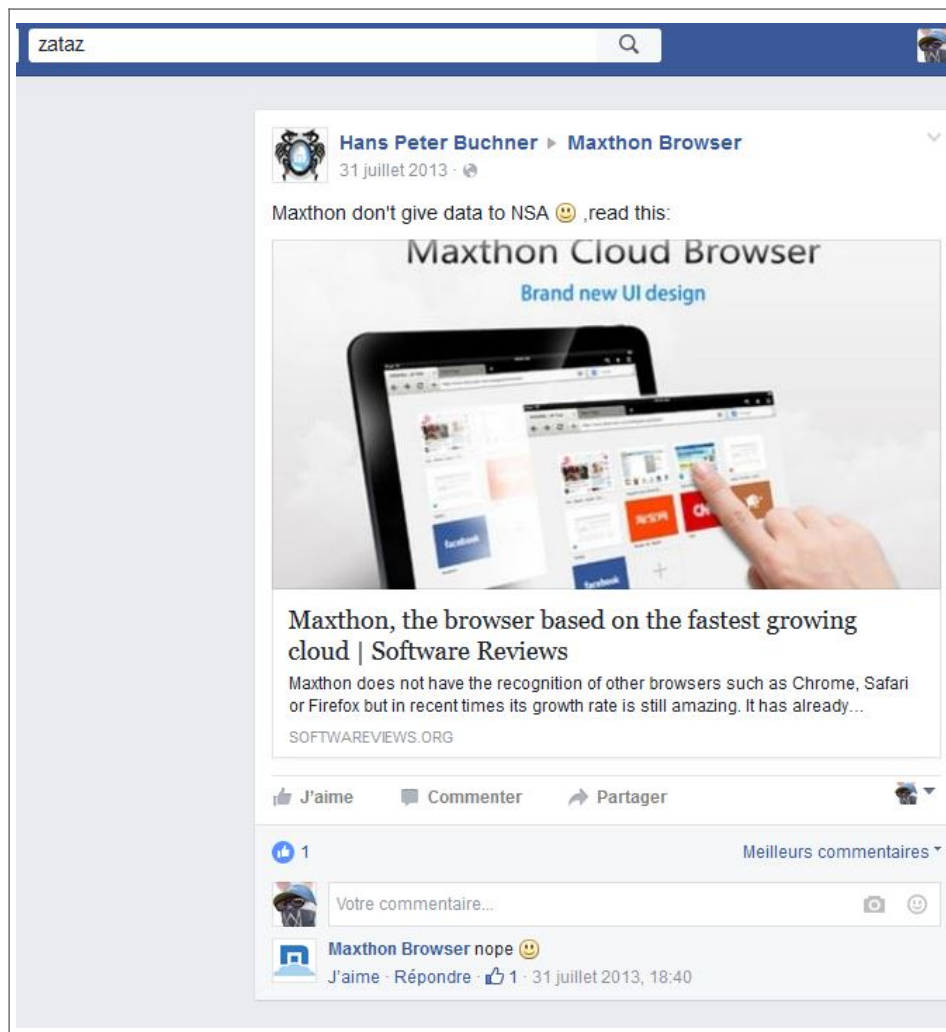 zataz
Hans Peter Buchner ▸ Maxthon Browser
31 juillet 2013 ·
Maxthon don't give data to NSA 🙂 ,read this:
Maxthon Cloud Browser
Brand new UI design
facebook
facebook
Maxthon, the browser based on the fastest growing
cloud | Software Reviews
Maxthon does not have the recognition of other browsers such as Chrome, Safari
or Firefox but in recent times its growth rate is still amazing. It has already…
SOFTWAREVIEWS.ORG
J'aime Commenter Partager
1 Meilleurs commentaires
Votre commentaire...
Maxthon Browser nope 🙂
J'aime · Répondre · 1 · 31 juillet 2013, 18:40